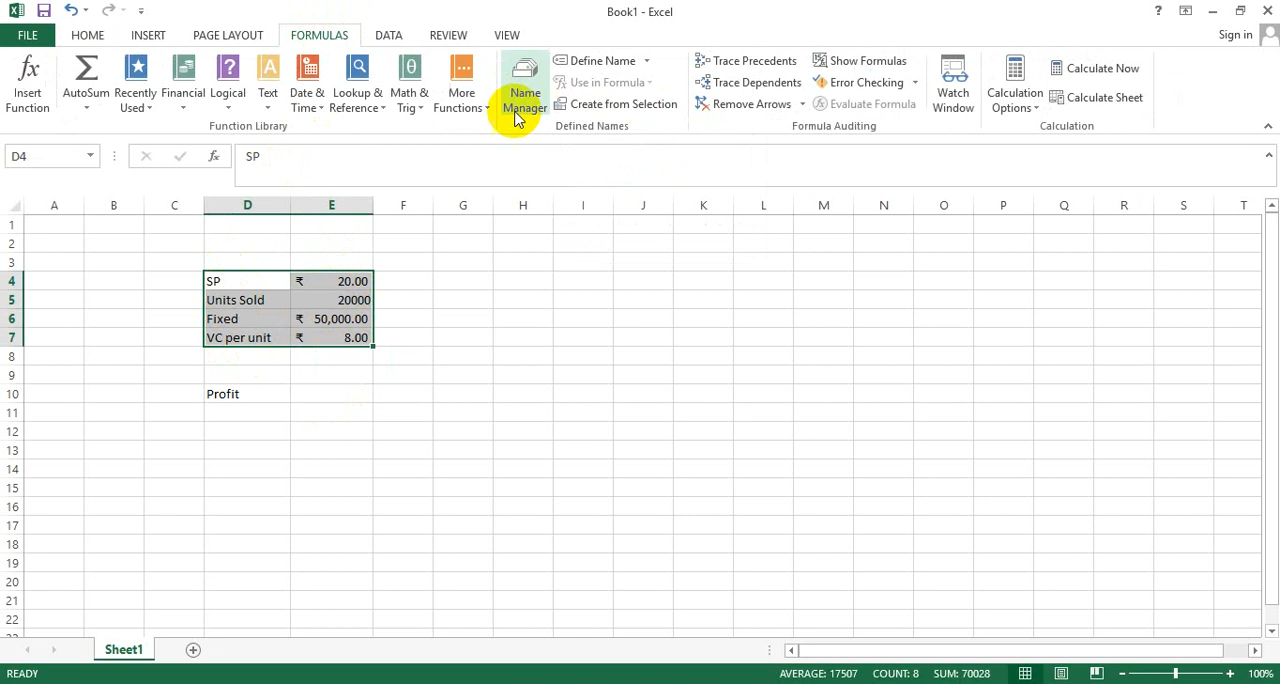 Book1 - Excel
FILE HOME INSERT PAGE LAYOUT FORMULAS DATA REVIEW VIEW Sign in
Insert Function
AutoSum
Recently Used
Financial
Logical
Text
Date & Time
Lookup & Reference
Math & Trig
More Functions
Function Library
Name Manager
Define Name
Use in Formula
Create from Selection
Defined Names
Trace Precedents
Trace Dependents
Remove Arrows
Show Formulas
Error Checking
Evaluate Formula
Formula Auditing
Watch Window
Calculation Options
Calculate Now
Calculate Sheet
Calculation
D4 fx SP
A B C D E F G H I J K L M N O P Q R S T
1
2
3
4 SP ₹ 20.00
5 Units Sold 20000
6 Fixed ₹ 50,000.00
7 VC per unit ₹ 8.00
8
9
10 Profit
11
12
13
14
15
16
17
18
19
20
21
22
Sheet1
READY AVERAGE: 17507 COUNT: 8 SUM: 70028 100%